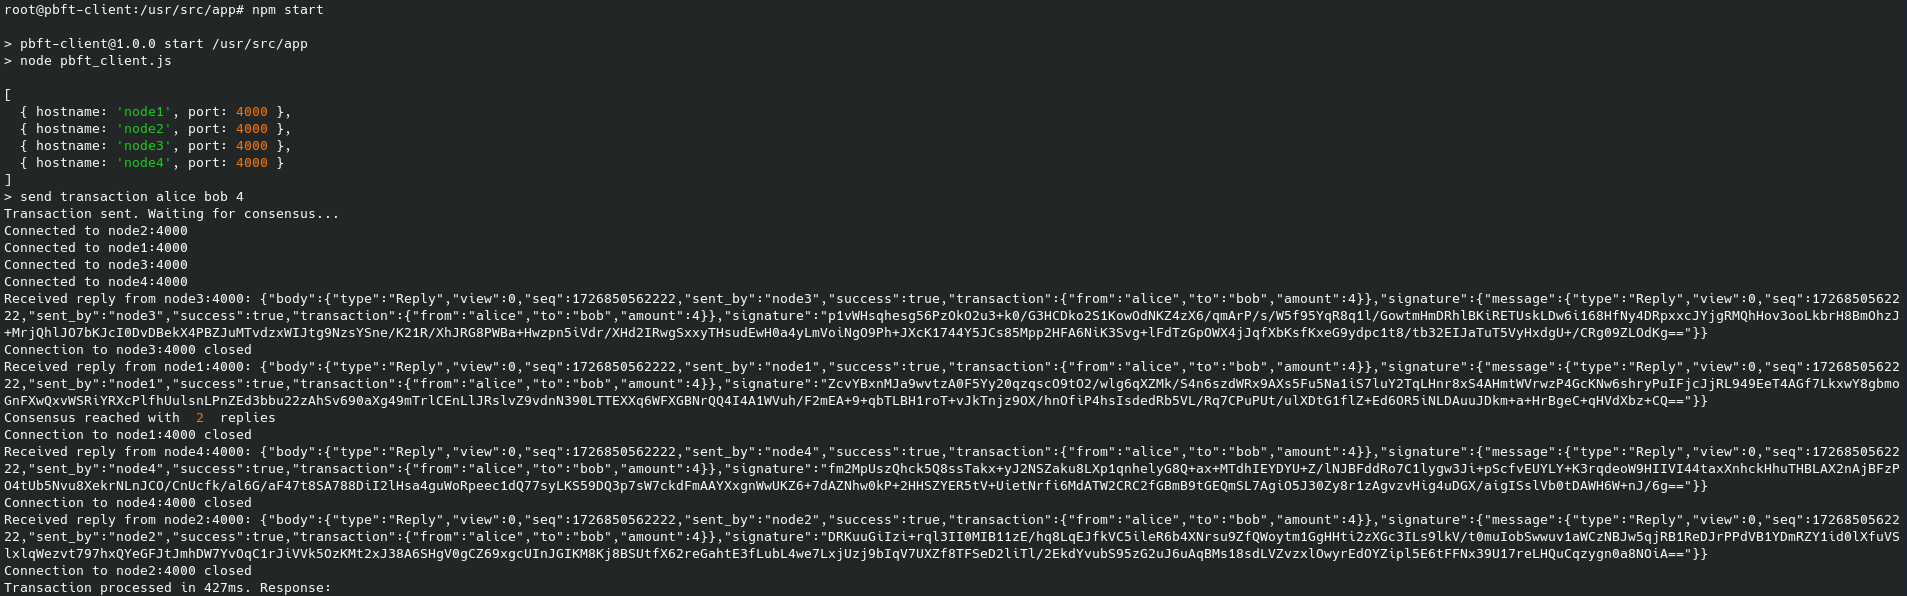 root@pbft-client:/usr/src/app# npm start
> pbft-client@1.0.0 start /usr/src/app
> node pbft_client.js
[
  { hostname: 'node1', port: 4000 },
  { hostname: 'node2', port: 4000 },
  { hostname: 'node3', port: 4000 },
  { hostname: 'node4', port: 4000 }
]
> send transaction alice bob 4
Transaction sent. Waiting for consensus...
Connected to node2:4000
Connected to node1:4000
Connected to node3:4000
Connected to node4:4000
Received reply from node3:4000: {"body":{"type":"Reply","view":0,"seq":1726850562222,"sent_by":"node3","success":true,"transaction":{"from":"alice","to":"bob","amount":4}},"signature":{"message":{"type":"Reply","view":0,"seq":17268505622
22,"sent_by":"node3","success":true,"transaction":{"from":"alice","to":"bob","amount":4}},"signature":"p1vWHsqhesg56PzOkO2u3+k0/G3HCDko2S1KowOdNKZ4zX6/qmArP/s/W5f95YqR8q1l/GowtmHmDRhlBKiRETUskLDw6i168HfNy4DRpxxcJYjgRMQhHov3ooLkbrH8BmOhzJ
+MrjQhlJO7bKJcI0DvDBekX4PBZJuMTvdzxWIJtg9NzsYSne/K21R/XhJRG8PWBa+Hwzpn5iVdr/XHd2IRwgSxxyTHsudEwH0a4yLmVoiNgO9Ph+JXcK1744Y5JCs85Mpp2HFA6NiK3Svg+lFdTzGpOWX4jJqfXbKsfKxeG9ydpc1t8/tb32EIJaTuT5VyHxdgU+/CRg09ZLOdKg=="}}
Connection to node3:4000 closed
Received reply from node1:4000: {"body":{"type":"Reply","view":0,"seq":1726850562222,"sent_by":"node1","success":true,"transaction":{"from":"alice","to":"bob","amount":4}},"signature":{"message":{"type":"Reply","view":0,"seq":17268505622
22,"sent_by":"node1","success":true,"transaction":{"from":"alice","to":"bob","amount":4}},"signature":"ZcvYBxnMJa9wvtzA0F5Yy20qzqscO9tO2/wlg6qXZMk/S4n6szdWRx9AXs5Fu5Na1iS7luY2TqLHnr8xS4AHmtWVrwzP4GcKNw6shryPuIFjcJjRL949EeT4AGf7LkxwY8gbmo
GnFXwQxvWSRiYRXcPlfhUulsnLPnZEd3bbu22zAhSv690aXg49mTrlCEnLlJRslvZ9vdnN390LTTEXXq6WFXGBNrQQ4I4A1WVuh/F2mEA+9+qbTLBH1roT+vJkTnjz9OX/hnOfiP4hsIsdedRb5VL/Rq7CPuPUt/ulXDtG1flZ+Ed6OR5iNLDAuuJDkm+a+HrBgeC+qHVdXbz+CQ=="}}
Consensus reached with  2  replies
Connection to node1:4000 closed
Received reply from node4:4000: {"body":{"type":"Reply","view":0,"seq":1726850562222,"sent_by":"node4","success":true,"transaction":{"from":"alice","to":"bob","amount":4}},"signature":{"message":{"type":"Reply","view":0,"seq":17268505622
22,"sent_by":"node4","success":true,"transaction":{"from":"alice","to":"bob","amount":4}},"signature":"fm2MpUszQhck5Q8ssTakx+yJ2NSZaku8LXp1qnhelyG8Q+ax+MTdhIEYDYU+Z/lNJBFddRo7C1lygw3Ji+pScfvEUYLY+K3rqdeoW9HIIVI44taxXnhckHhuTHBLAX2nAjBFzP
O4tUb5Nvu8XekrNLnJCO/CnUcfk/al6G/aF47t8SA788DiI2lHsa4guWoRpeec1dQ77syLKS59DQ3p7sW7ckdFmAAYXxgnWwUKZ6+7dAZNhw0kP+2HHSZYER5tV+UietNrfi6MdATW2CRC2fGBmB9tGEQmSL7AgiO5J30Zy8r1zAgvzvHig4uDGX/aigISslVb0tDAWH6W+nJ/6g=="}}
Connection to node4:4000 closed
Received reply from node2:4000: {"body":{"type":"Reply","view":0,"seq":1726850562222,"sent_by":"node2","success":true,"transaction":{"from":"alice","to":"bob","amount":4}},"signature":{"message":{"type":"Reply","view":0,"seq":17268505622
22,"sent_by":"node2","success":true,"transaction":{"from":"alice","to":"bob","amount":4}},"signature":"DRKuuGiIzi+rql3II0MIB11zE/hq8LqEJfkVC5ileR6b4XNrsu9ZfQWoytm1GgHHti2zXGc3ILs9lkV/t0muIobSwwuv1aWCzNBJw5qjRB1ReDJrPPdVB1YDmRZY1id0lXfuVS
lxlqWezvt797hxQYeGFJtJmhDW7YvOqC1rJiVVk5OzKMt2xJ38A6SHgV0gCZ69xgcUInJGIKM8Kj8BSUtfX62reGahtE3fLubL4we7LxjUzj9bIqV7UXZf8TFSeD2liTl/2EkdYvubS95zG2uJ6uAqBMs18sdLVZvzxlOwyrEdOYZipl5E6tFFNx39U17reLHQuCqzygn0a8NOiA=="}}
Connection to node2:4000 closed
Transaction processed in 427ms. Response: